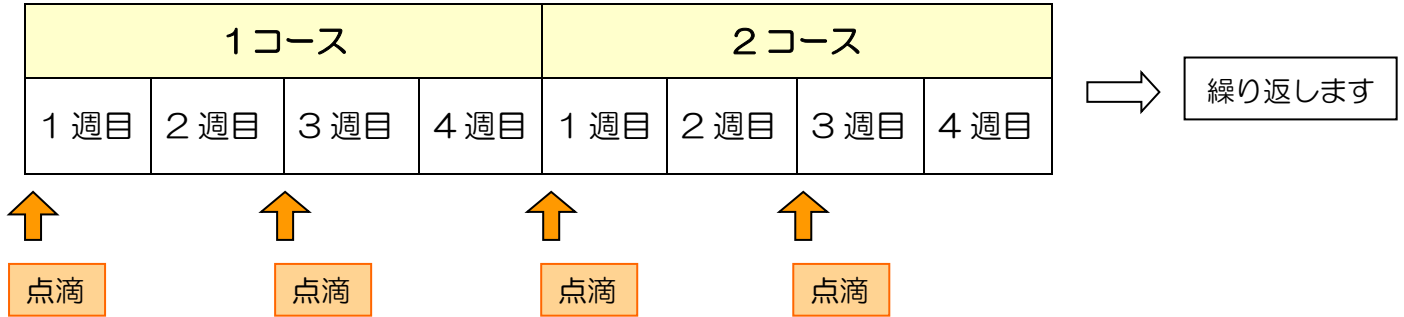 １コース ２コース
１週目 ２週目 ３週目 ４週目 １週目 ２週目 ３週目 ４週目
繰り返します
点滴 点滴 点滴 点滴